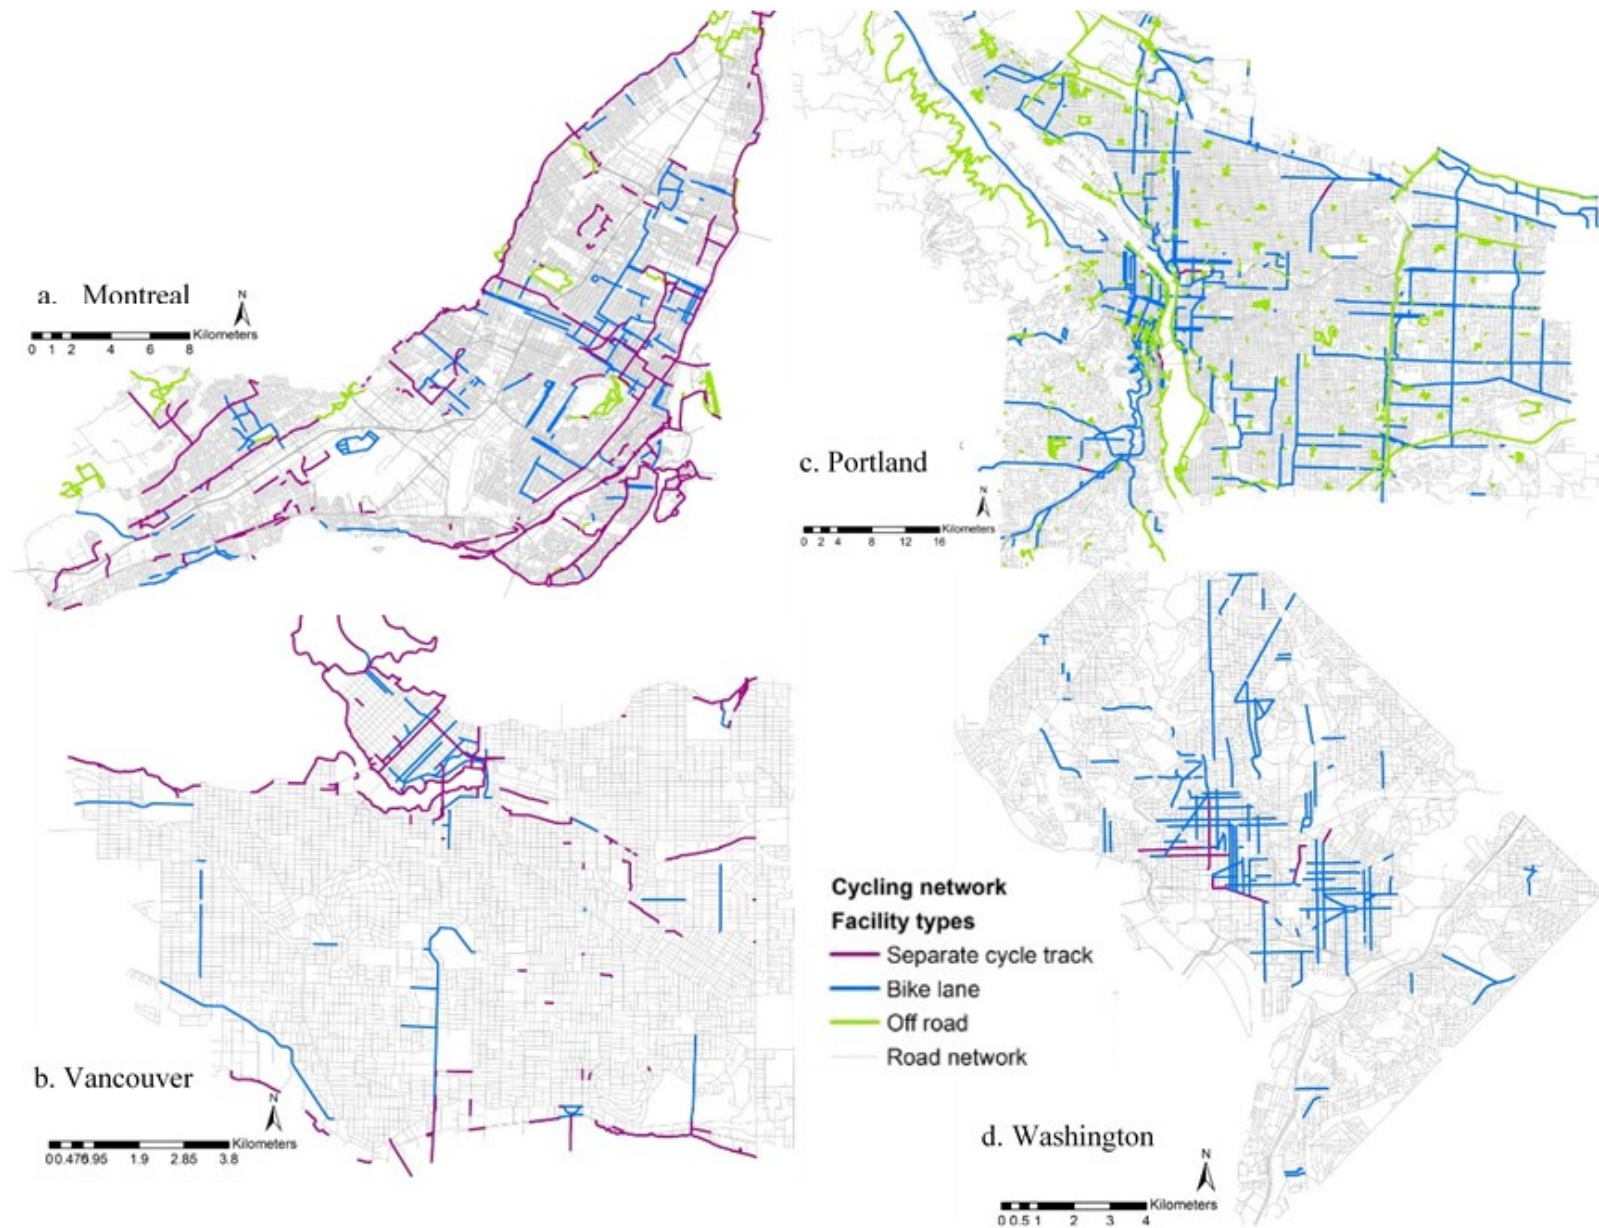 a. Montreal
N
Kilometers
0 1 2 4 6 8
c. Portland
N
Kilometers
0 2 4 8 12 16
b. Vancouver
N
Kilometers
00.4750.95 1.9 2.85 3.8
Cycling network
Facility types
Separate cycle track
Bike lane
Off road
Road network
d. Washington
N
Kilometers
0 0.5 1 2 3 4